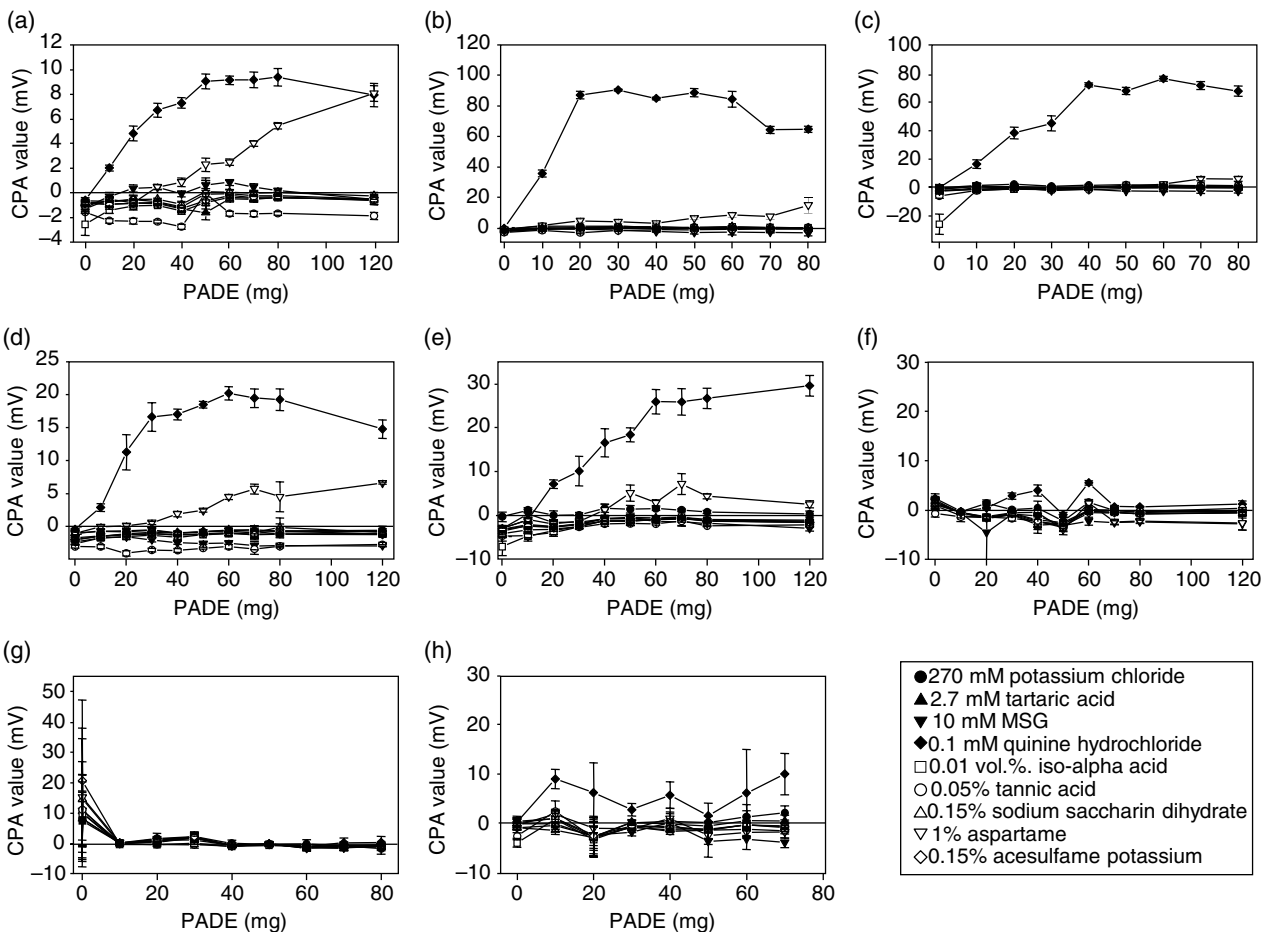 (a)
CPA value (mV)
12
10
8
6
4
2
0
−2
−4
0 20 40 60 80 100 120
PADE (mg)
(b)
CPA value (mV)
120
100
80
60
40
20
0
0 10 20 30 40 50 60 70 80
PADE (mg)
(c)
CPA value (mV)
100
80
60
40
20
0
−20
0 10 20 30 40 50 60 70 80
PADE (mg)
(d)
CPA value (mV)
25
20
15
10
5
0
0 20 40 60 80 100 120
PADE (mg)
(e)
CPA value (mV)
30
20
10
0
−10
0 20 40 60 80 100 120
PADE (mg)
(f)
CPA value (mV)
30
20
10
0
−10
0 20 40 60 80 100 120
PADE (mg)
(g)
CPA value (mV)
50
40
30
20
10
0
−10
0 20 40 60 80
PADE (mg)
(h)
CPA value (mV)
30
20
10
0
−10
0 10 20 30 40 50 60 70 80
PADE (mg)
270 mM potassium chloride
2.7 mM tartaric acid
10 mM MSG
0.1 mM quinine hydrochloride
0.01 vol.%. iso-alpha acid
0.05% tannic acid
0.15% sodium saccharin dihydrate
1% aspartame
0.15% acesulfame potassium